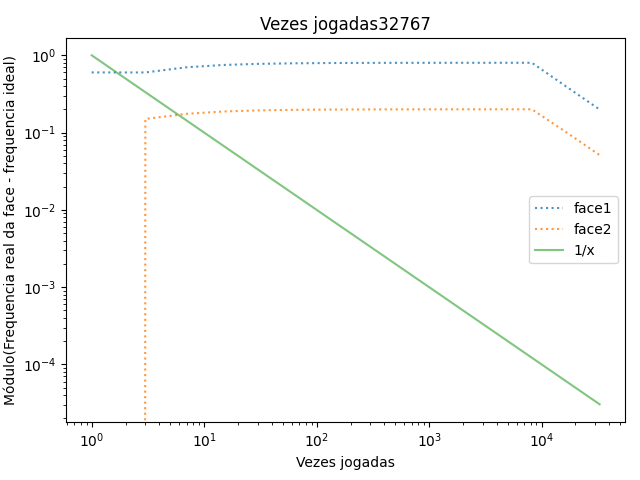 Vezes jogadas32767
Módulo(Frequencia real da face - frequencia ideal)
10⁰
10⁻¹
10⁻²
10⁻³
10⁻⁴
face1
face2
1/x
10⁰ 10¹ 10² 10³ 10⁴
Vezes jogadas